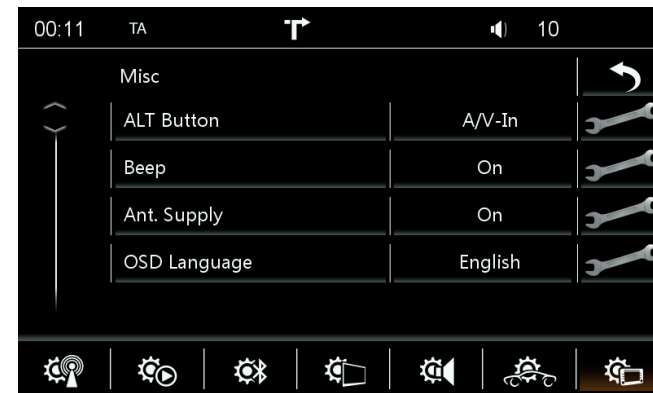 00:11 TA 10
Misc
ALT Button A/V-In
Beep On
Ant. Supply On
OSD Language English